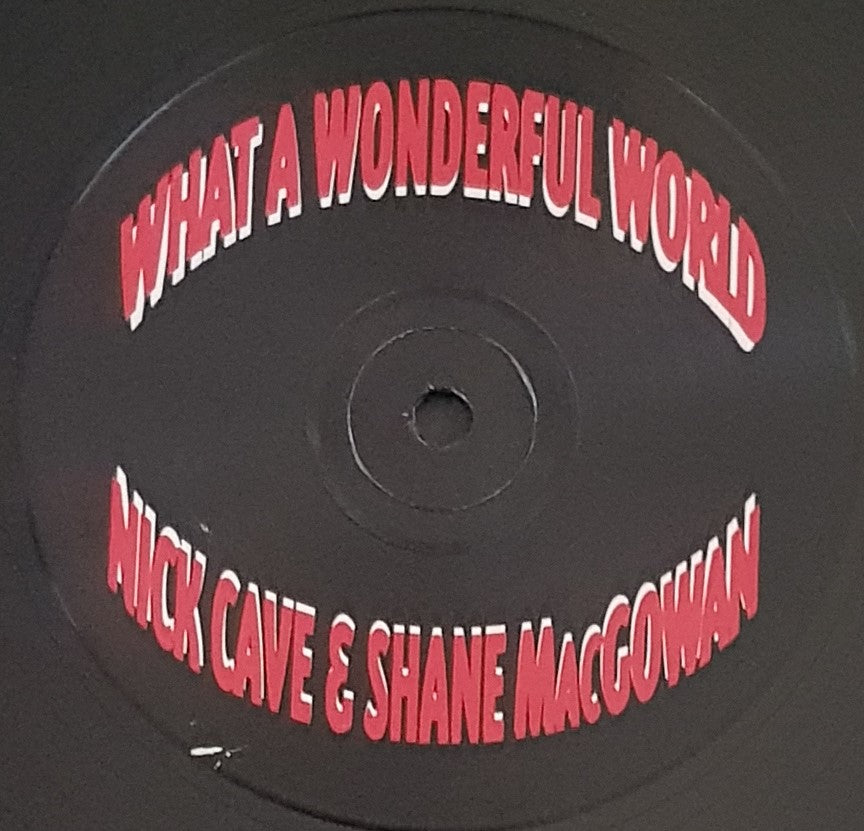 WHAT A WONDERFUL WORLD
NICK CAVE & SHANE MACGOWAN